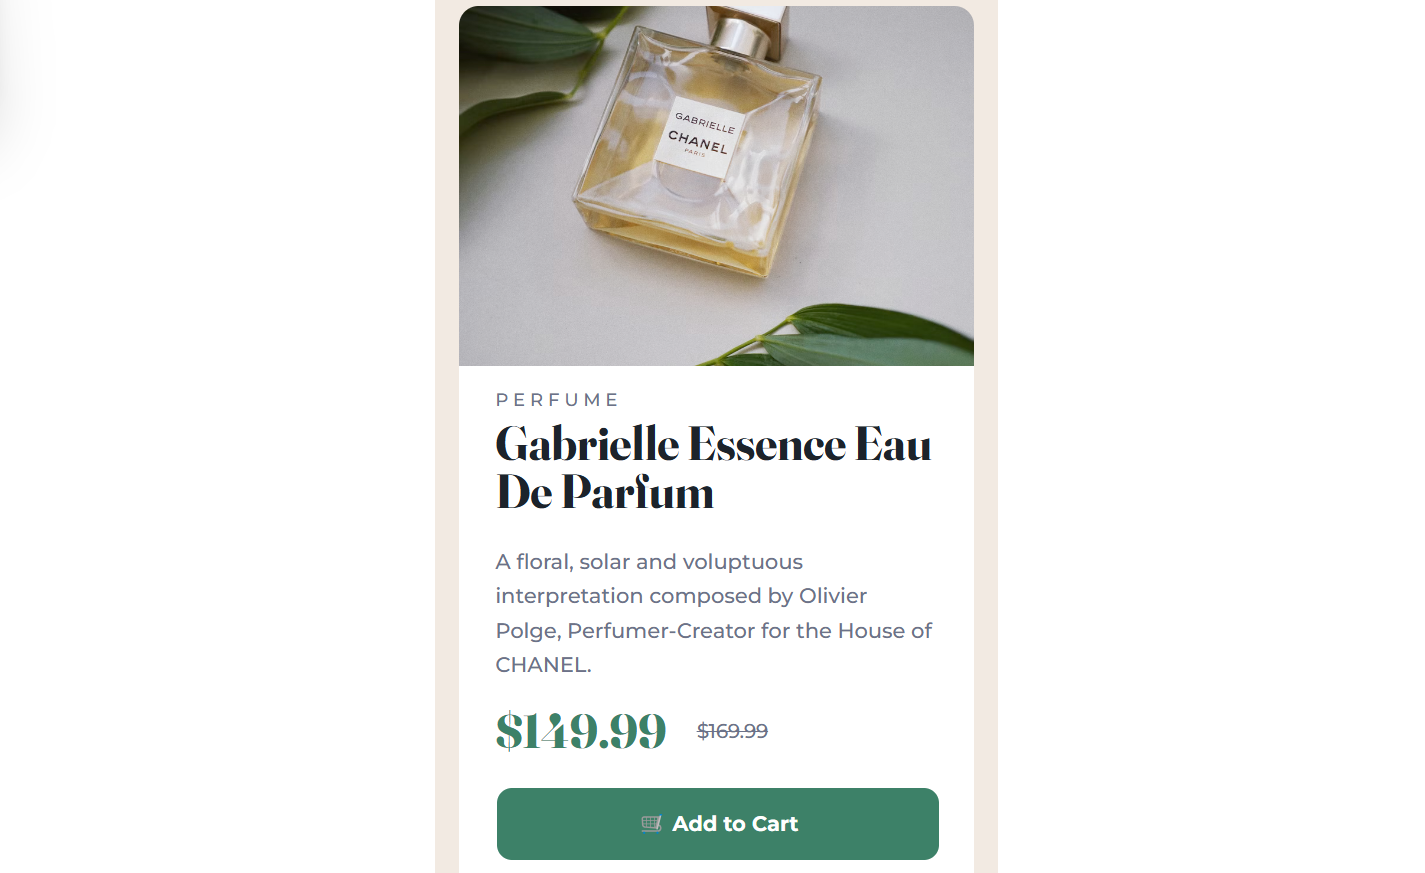 GABRIELLE
CHANEL
PARIS
PERFUME
Gabrielle Essence Eau
De Parfum
A floral, solar and voluptuous
interpretation composed by Olivier
Polge, Perfumer-Creator for the House of
CHANEL.
$149.99 $169.99
Add to Cart